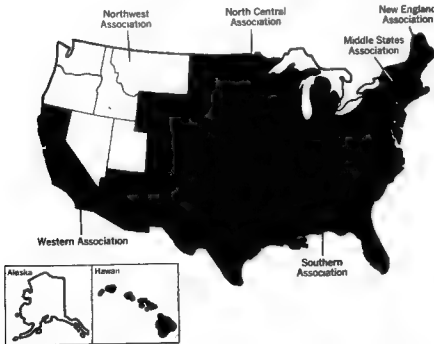 New England
Association
Northwest
Association
North Central
Association
Middle States
Association
Western Association
Southern
Association
Alaska
Hawaii